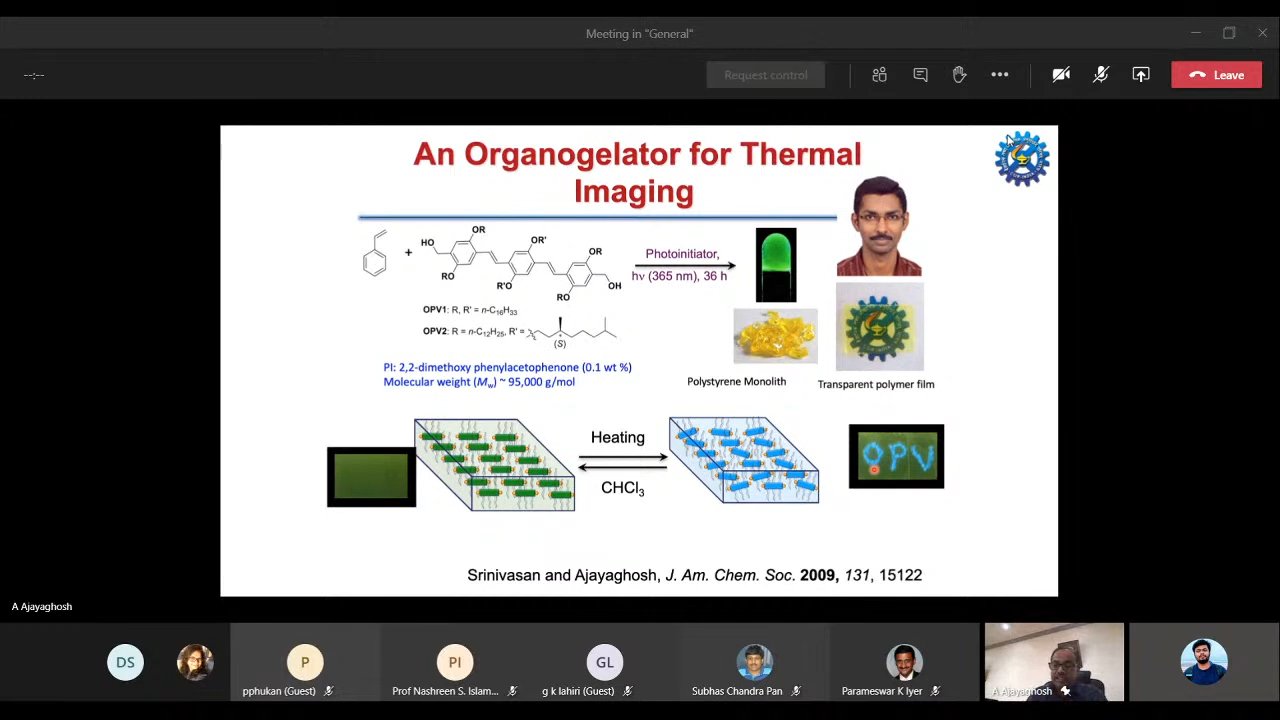 Meeting in "General"
--:--
Request control
Leave
An Organogelator for Thermal
Imaging
OR
HO
OR'
OR
+
RO
R'O
OH
RO
Photoinitiator,
hν (365 nm), 36 h
OPV1: R, R' = n-C16H33
OPV2: R = n-C12H25, R' =
(S)
PI: 2,2-dimethoxy phenylacetophenone (0.1 wt %)
Molecular weight (Mw) ~ 95,000 g/mol
Polystyrene Monolith
Transparent polymer film
Heating
CHCl3
OPV
Srinivasan and Ajayaghosh, J. Am. Chem. Soc. 2009, 131, 15122
A Ajayaghosh
DS
P
PI
GL
pphukan (Guest)
Prof Nashreen S. Islam...
g k lahiri (Guest)
Subhas Chandra Pan
Parameswar K Iyer
A Ajayaghosh